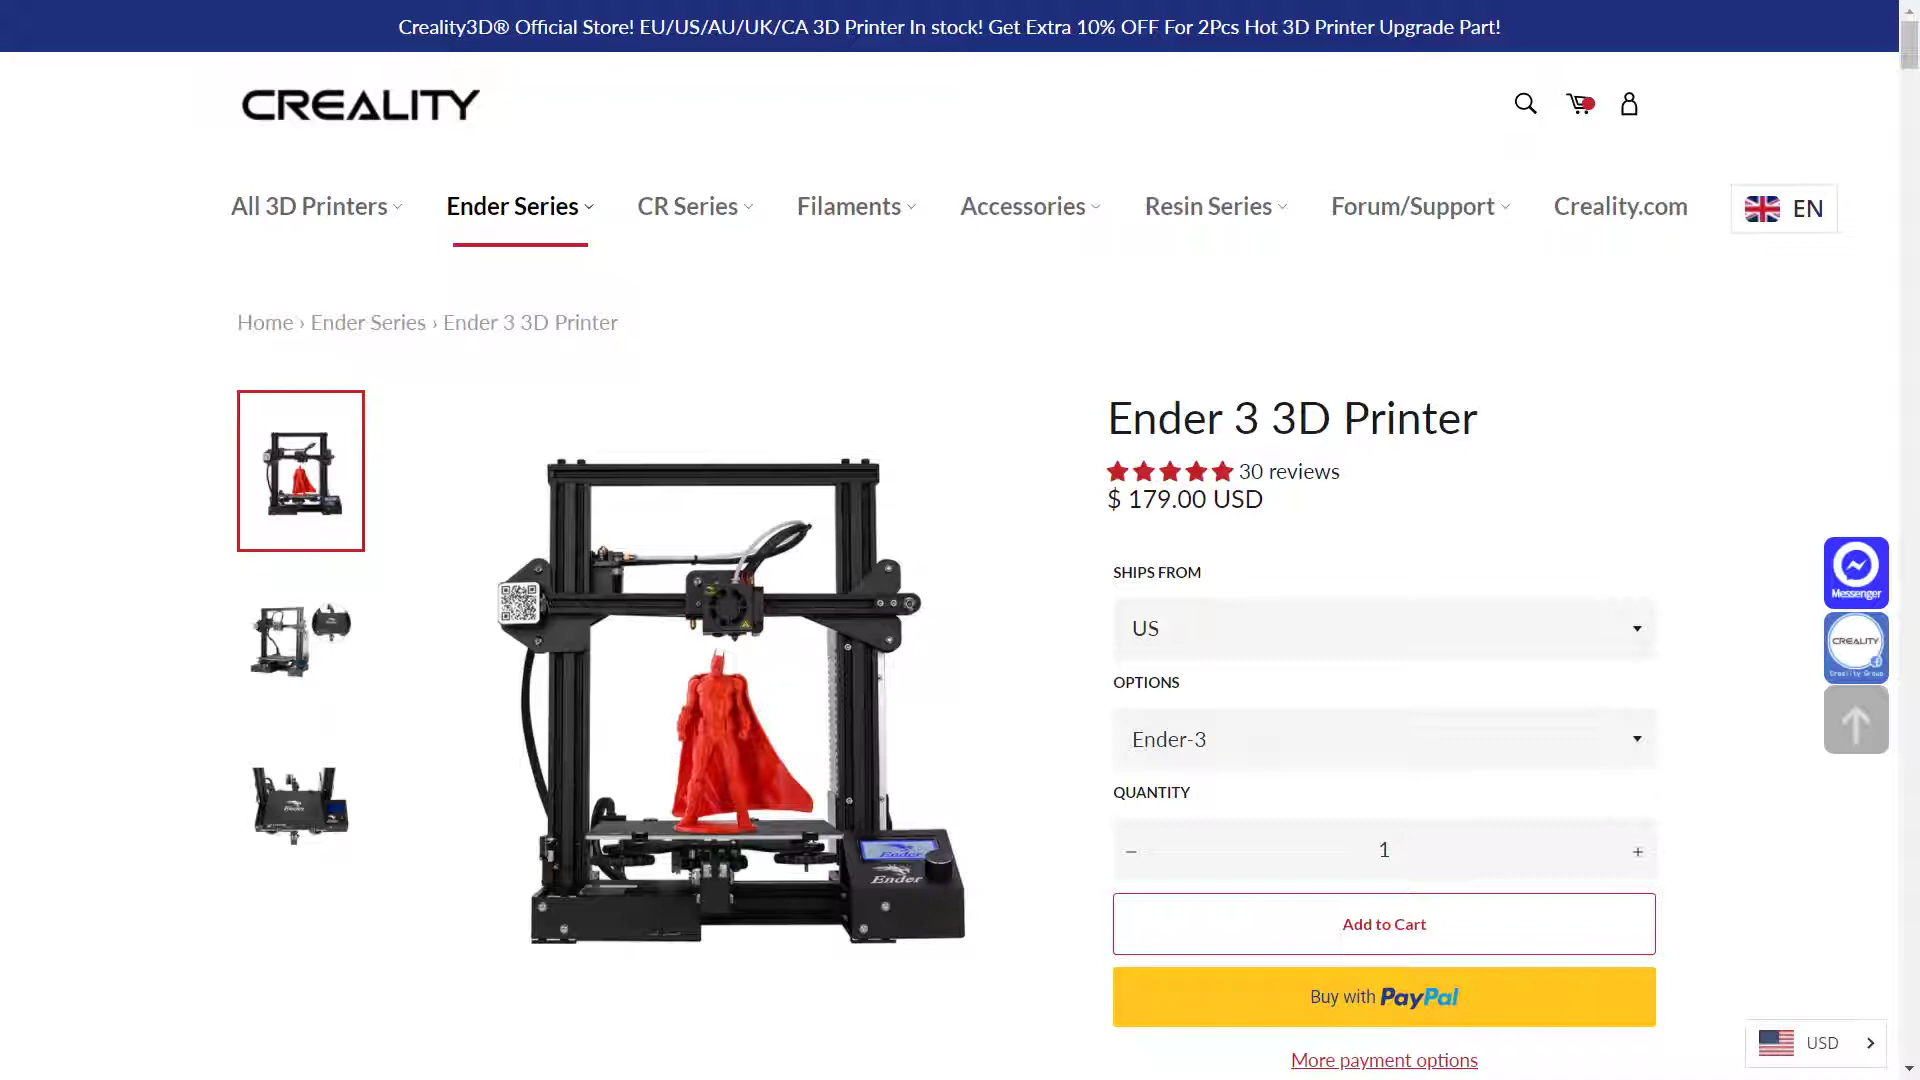 Creality3D® Official Store! EU/US/AU/UK/CA 3D Printer In stock! Get Extra 10% OFF For 2Pcs Hot 3D Printer Upgrade Part!
CREALITY
All 3D Printers Ender Series CR Series Filaments Accessories Resin Series Forum/Support Creality.com EN
Home › Ender Series › Ender 3 3D Printer
Ender 3 3D Printer
30 reviews
$ 179.00 USD
SHIPS FROM
US
OPTIONS
Ender-3
QUANTITY
− 1 +
Add to Cart
Buy with PayPal
More payment options
Messenger
CREALITY
Creality Group
Ender
Ender
USD